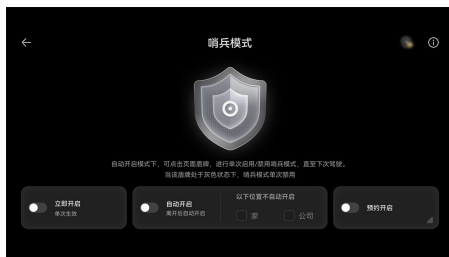 哨兵模式
自动开启模式下，可点击页面盾牌，进行单次启用/禁用哨兵模式，直至下次驾驶。
当该盾牌处于灰色状态下，哨兵模式单次禁用
立即开启
单次生效
自动开启
离开后自动开启
以下位置不自动开启
家
公司
预约开启